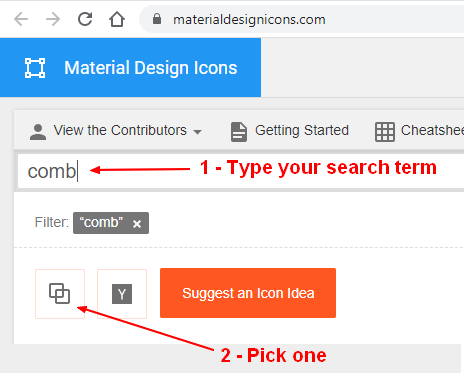 materialdesignicons.com
Material Design Icons
View the Contributors
Getting Started
Cheatshee
comb
1 - Type your search term
Filter: "comb" ×
Y
Suggest an Icon Idea
2 - Pick one